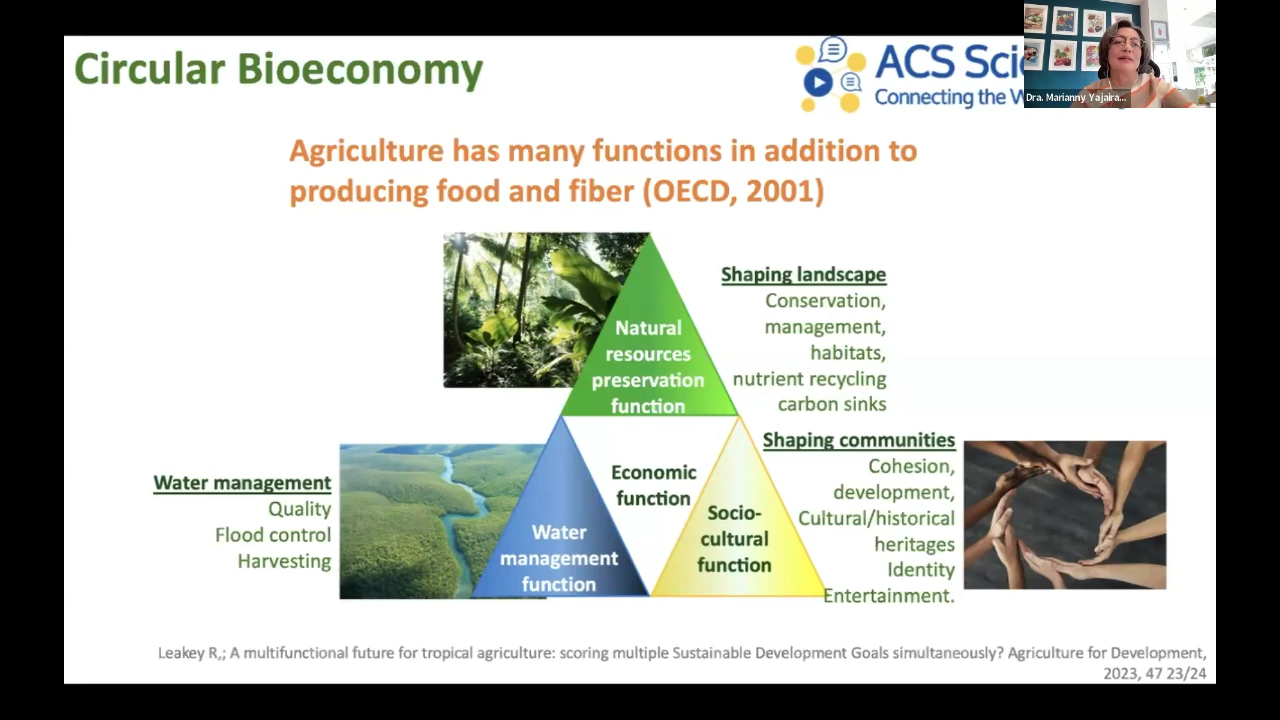 Circular Bioeconomy
ACS Sci
Connecting the W
Dra. Marianny Yajaira...
Agriculture has many functions in addition to
producing food and fiber (OECD, 2001)
Natural
resources
preservation
function
Shaping landscape
Conservation,
management,
habitats,
nutrient recycling
carbon sinks
Water management
Quality
Flood control
Harvesting
Water
management
function
Economic
function
Socio-
cultural
function
Shaping communities
Cohesion,
development,
Cultural/historical
heritages
Identity
Entertainment.
Leakey R,; A multifunctional future for tropical agriculture: scoring multiple Sustainable Development Goals simultaneously? Agriculture for Development,
2023, 47 23/24